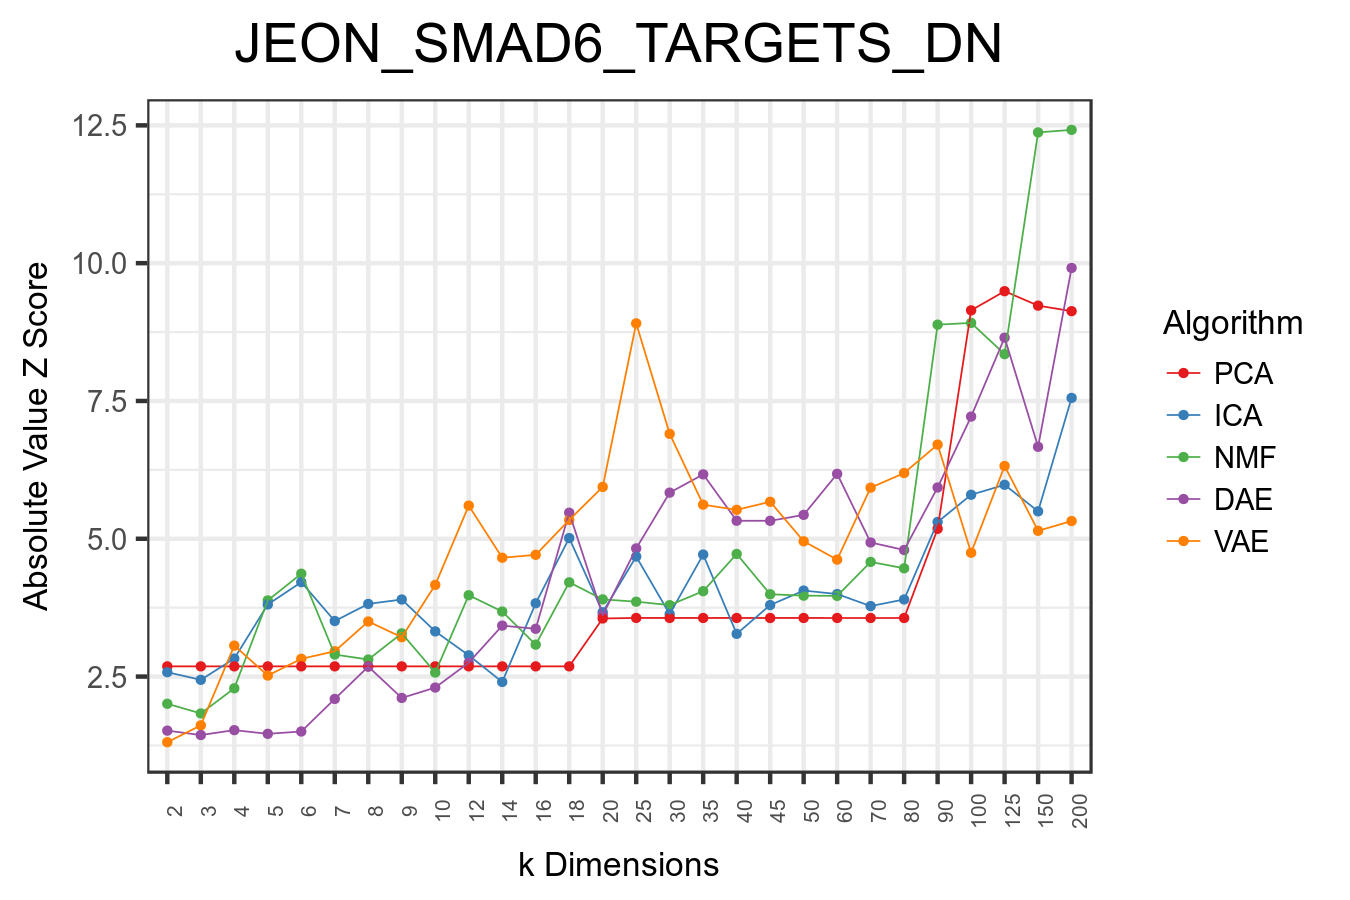 JEON_SMAD6_TARGETS_DN
Absolute Value Z Score
12.5
10.0
7.5
5.0
2.5
2 3 4 5 6 7 8 9 10 12 14 16 18 20 25 30 35 40 45 50 60 70 80 90 100 125 150 200
k Dimensions
Algorithm
PCA
ICA
NMF
DAE
VAE